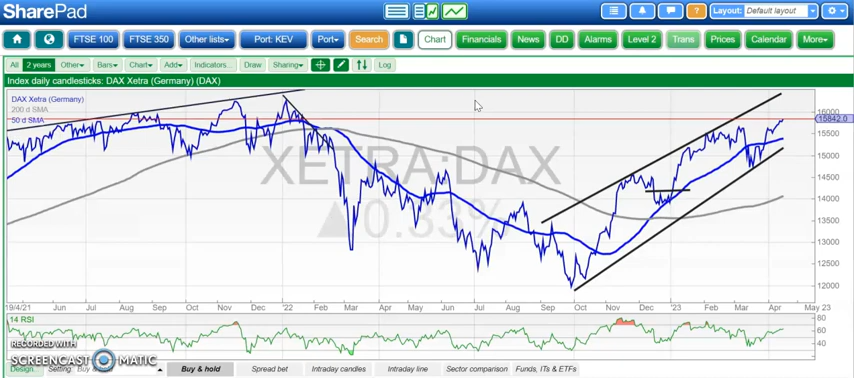 SharePad
Layout: Default layout
FTSE 100 FTSE 350 Other lists Port: KEV Port Search Chart Financials News DD Alarms Level 2 Trans Prices Calendar More
All 2 years Other Bars Chart Add Indicators... Draw Sharing Log
Index daily candlesticks: DAX Xetra (Germany) (DAX)
DAX Xetra (Germany)
200 d SMA
50 d SMA
XETRA:DAX
▲0.33%
16000
15842.0
15500
15000
14500
14000
13500
13000
12500
12000
19/4/21 Jun Jul Aug Sep Oct Nov Dec '22 Feb Mar Apr May Jun Jul Aug Sep Oct Nov Dec '23 Feb Mar Apr May 23
14 RSI
80
60
40
RECORDED WITH
SCREENCAST MATIC
Design... Setting: Buy & hold Spread bet Intraday candles Intraday line Sector comparison Funds, ITs & ETFs